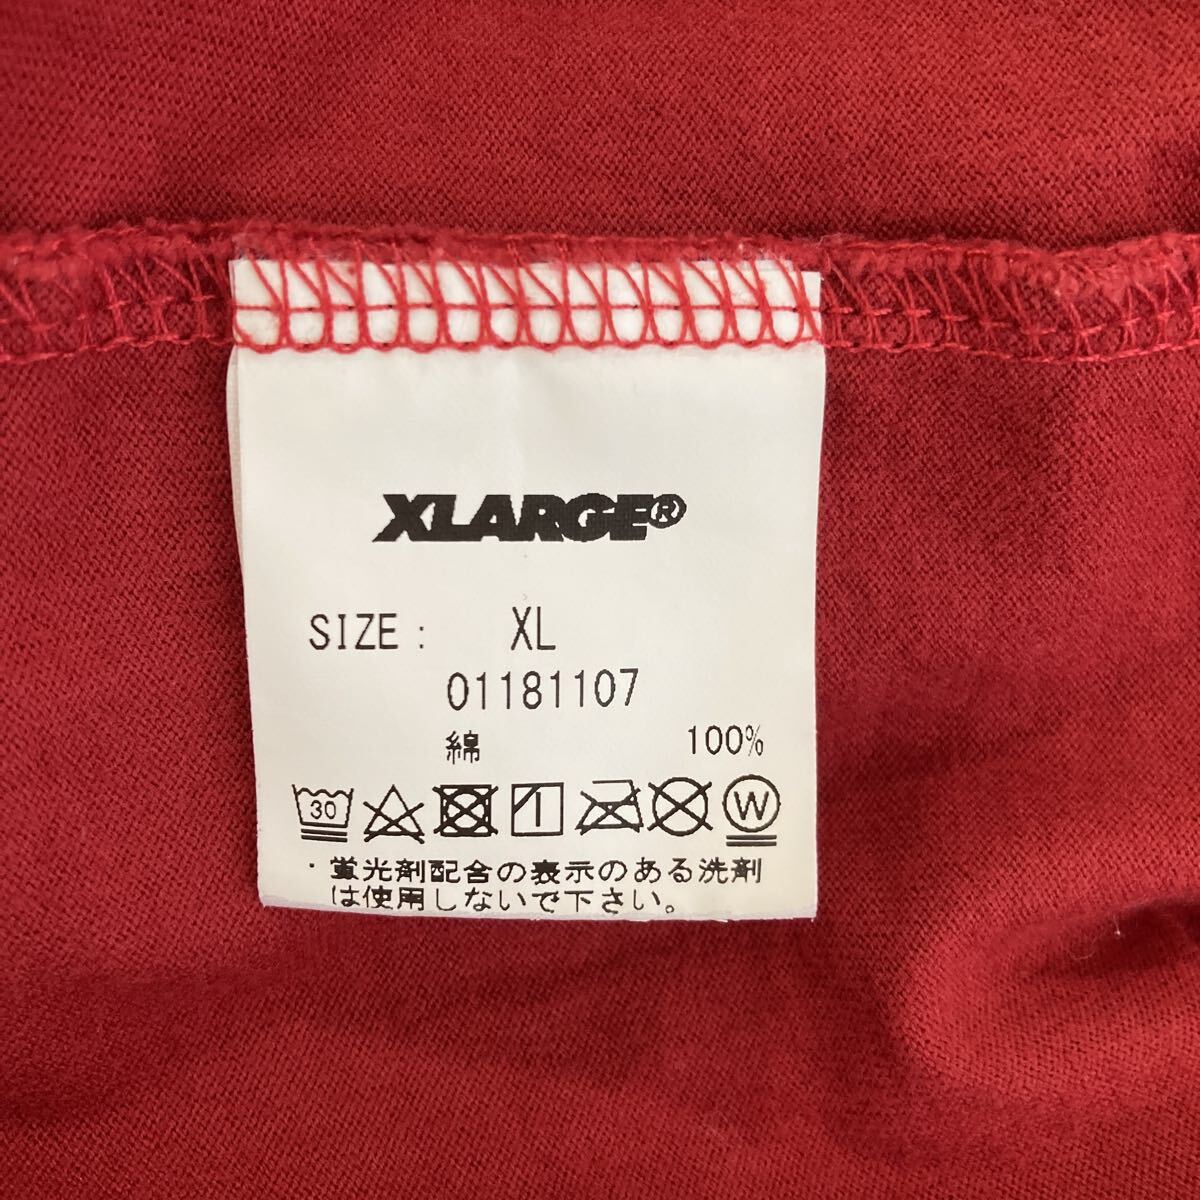 XLARGE®
SIZE: XL
01181107
綿 100%
30 W
・蛍光剤配合の表示のある洗剤
は使用しないで下さい。